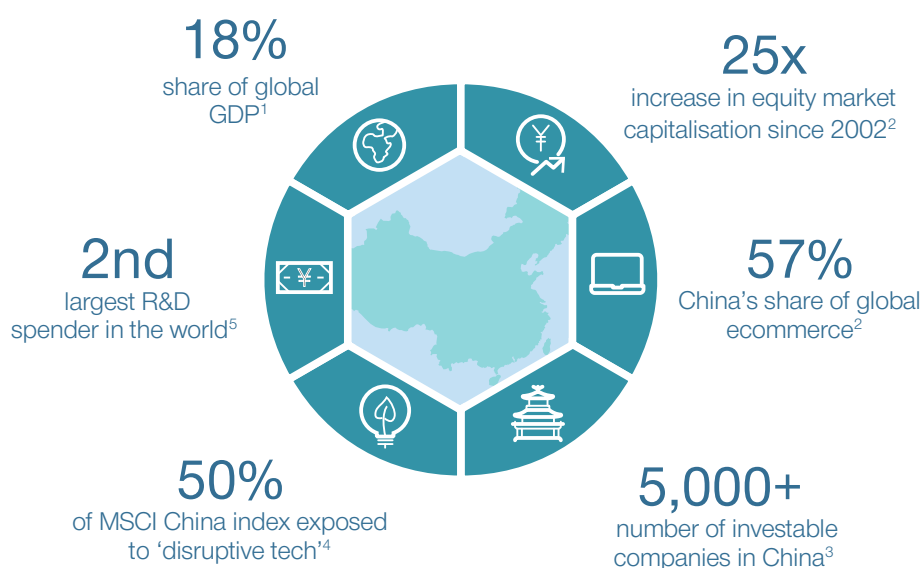 18%
share of global
GDP¹
25x
increase in equity market
capitalisation since 2002²
2nd
largest R&D
spender in the world⁵
57%
China’s share of global
ecommerce²
50%
of MSCI China index exposed
to ‘disruptive tech’⁴
5,000+
number of investable
companies in China³
¥
¥